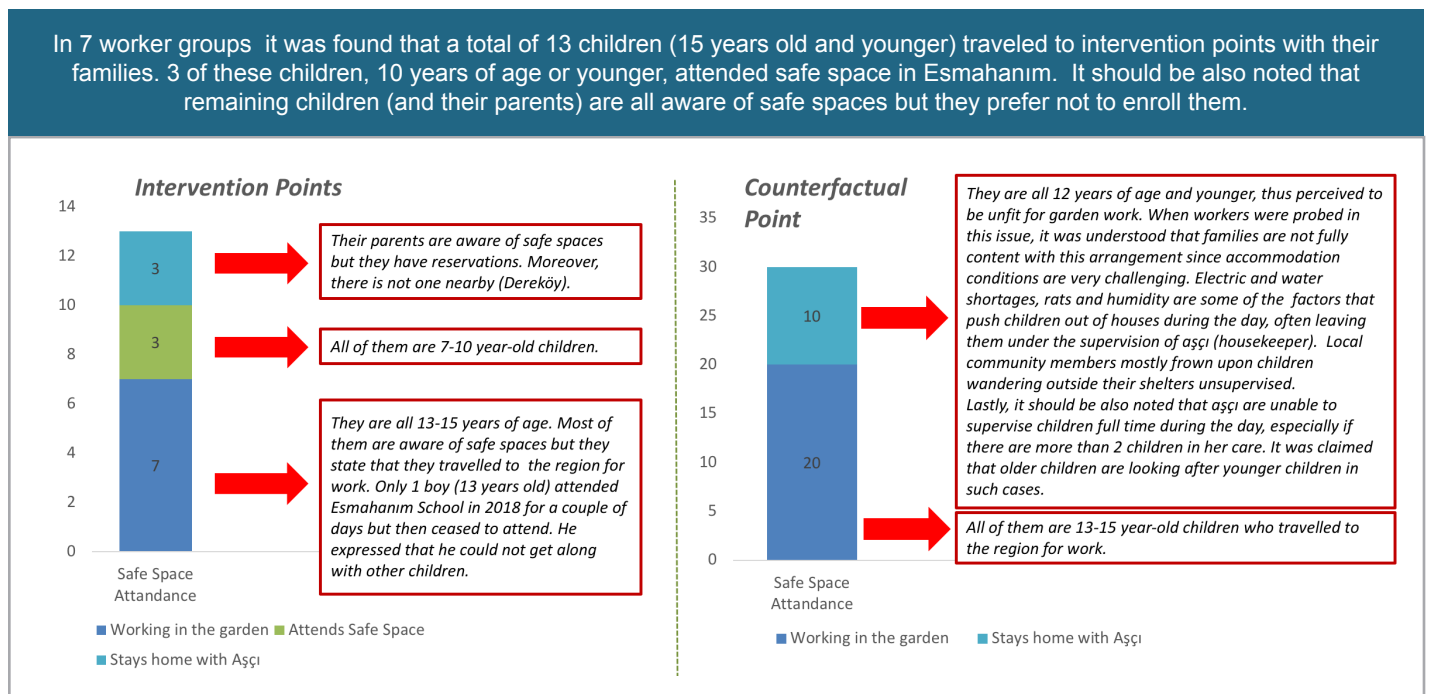 In 7 worker groups it was found that a total of 13 children (15 years old and younger) traveled to intervention points with their
families. 3 of these children, 10 years of age or younger, attended safe space in Esmahanım. It should be also noted that
remaining children (and their parents) are all aware of safe spaces but they prefer not to enroll them.
Intervention Points
14
12
10
8
6
4
2
0
3
3
7
Safe Space
Attandance
Their parents are aware of safe spaces
but they have reservations. Moreover,
there is not one nearby (Dereköy).
All of them are 7-10 year-old children.
They are all 13-15 years of age. Most of
them are aware of safe spaces but they
state that they travelled to the region for
work. Only 1 boy (13 years old) attended
Esmahanım School in 2018 for a couple of
days but then ceased to attend. He
expressed that he could not get along
with other children.
Working in the garden
Attends Safe Space
Stays home with Aşçı
Counterfactual
Point
35
30
25
20
15
10
5
0
10
20
Safe Space
Attandance
They are all 12 years of age and younger, thus perceived to
be unfit for garden work. When workers were probed in
this issue, it was understood that families are not fully
content with this arrangement since accommodation
conditions are very challenging. Electric and water
shortages, rats and humidity are some of the factors that
push children out of houses during the day, often leaving
them under the supervision of aşçı (housekeeper). Local
community members mostly frown upon children
wandering outside their shelters unsupervised.
Lastly, it should be also noted that aşçı are unable to
supervise children full time during the day, especially if
there are more than 2 children in her care. It was claimed
that older children are looking after younger children in
such cases.
All of them are 13-15 year-old children who travelled to
the region for work.
Working in the garden
Stays home with Aşçı